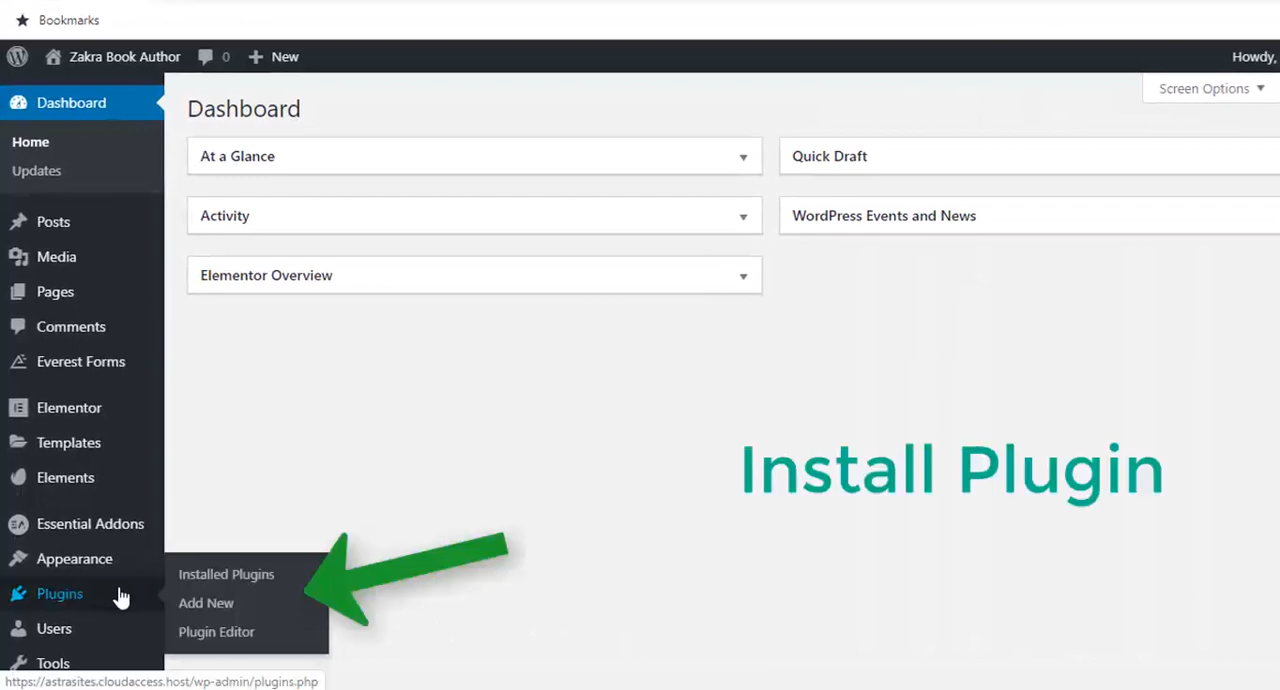 Bookmarks
Zakra Book Author 0 New Howdy,
Screen Options
Dashboard
Home
Updates
Posts
Media
Pages
Comments
Everest Forms
Elementor
Templates
Elements
Essential Addons
Appearance
Plugins
Users
Tools
Dashboard
At a Glance
Quick Draft
Activity
WordPress Events and News
Elementor Overview
Install Plugin
Installed Plugins
Add New
Plugin Editor
https://astrasites.cloudaccess.host/wp-admin/plugins.php